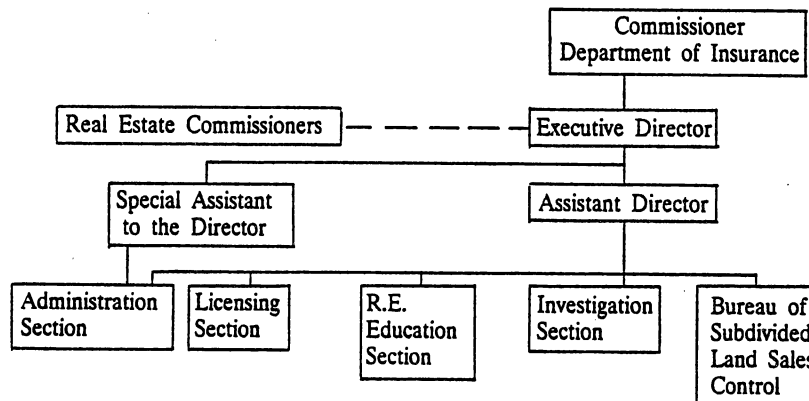 Commissioner
Department of Insurance
Real Estate Commissioners
Executive Director
Special Assistant
to the Director
Assistant Director
Administration
Section
Licensing
Section
R.E.
Education
Section
Investigation
Section
Bureau of
Subdivided
Land Sales
Control